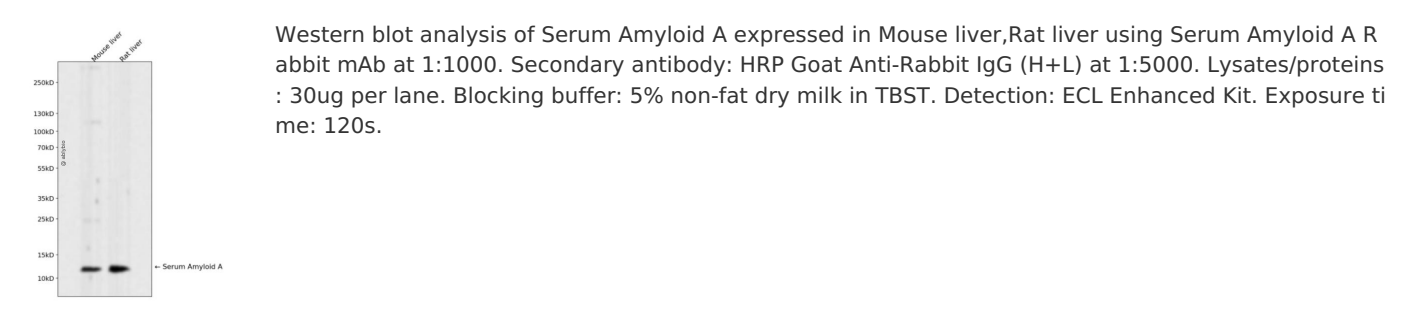 Mouse liver
Rat liver
250kD
130kD
100kD
70kD
55kD
35kD
25kD
15kD
10kD
← Serum Amyloid A
Western blot analysis of Serum Amyloid A expressed in Mouse liver,Rat liver using Serum Amyloid A R
abbit mAb at 1:1000. Secondary antibody: HRP Goat Anti-Rabbit IgG (H+L) at 1:5000. Lysates/proteins
: 30ug per lane. Blocking buffer: 5% non-fat dry milk in TBST. Detection: ECL Enhanced Kit. Exposure ti
me: 120s.